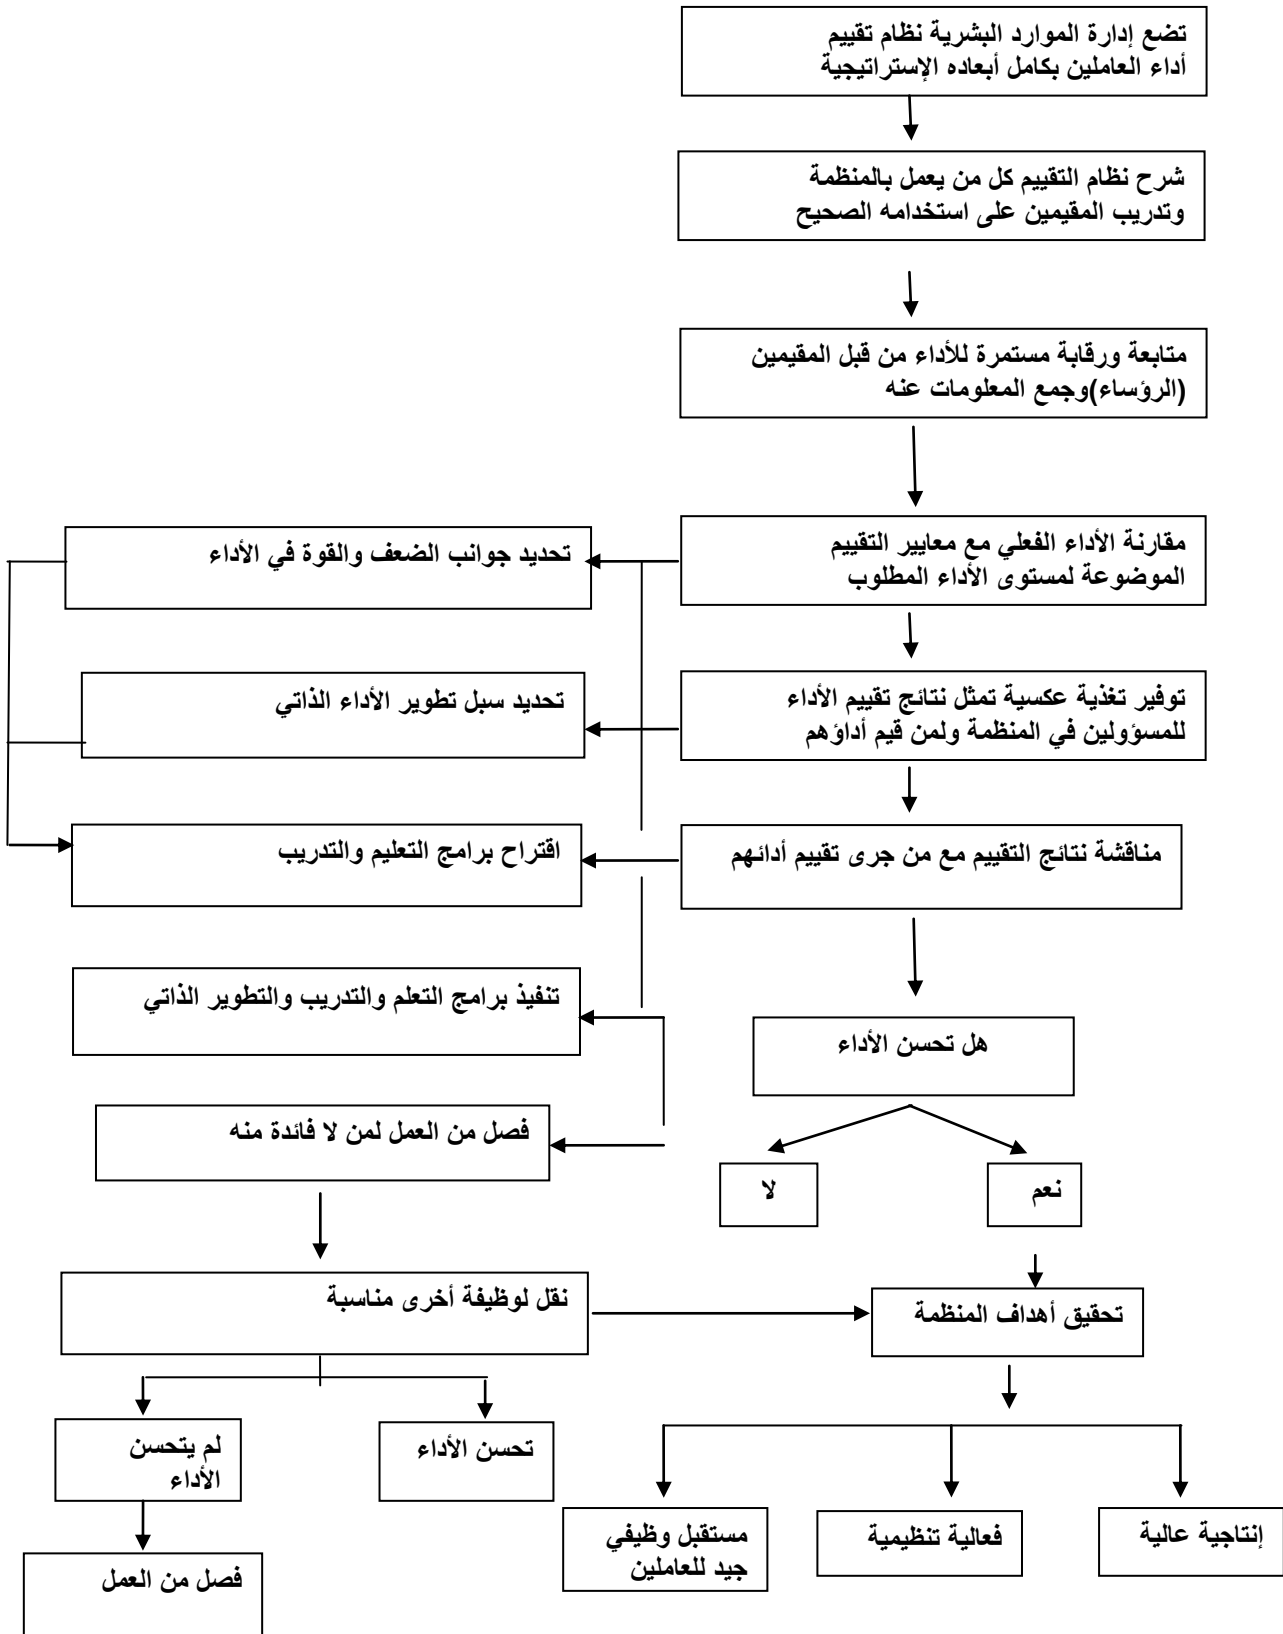 تضع إدارة الموارد البشرية نظام تقييم
أداء العاملين بكامل أبعاده الإستراتيجية
شرح نظام التقييم كل من يعمل بالمنظمة
وتدريب المقيمين على استخدامه الصحيح
متابعة ورقابة مستمرة للأداء من قبل المقيمين
(الرؤساء)وجمع المعلومات عنه
مقارنة الأداء الفعلي مع معايير التقييم
الموضوعة لمستوى الأداء المطلوب
تحديد جوانب الضعف والقوة في الأداء
توفير تغذية عكسية تمثل نتائج تقييم الأداء
للمسؤولين في المنظمة ولمن قيم أداؤهم
تحديد سبل تطوير الأداء الذاتي
مناقشة نتائج التقييم مع من جرى تقييم أدائهم
اقتراح برامج التعليم والتدريب
تنفيذ برامج التعلم والتدريب والتطوير الذاتي
هل تحسن الأداء
فصل من العمل لمن لا فائدة منه
نعم
لا
نقل لوظيفة أخرى مناسبة
تحقيق أهداف المنظمة
تحسن الأداء
لم يتحسن
الأداء
إنتاجية عالية
فعالية تنظيمية
مستقبل وظيفي
جيد للعاملين
فصل من العمل